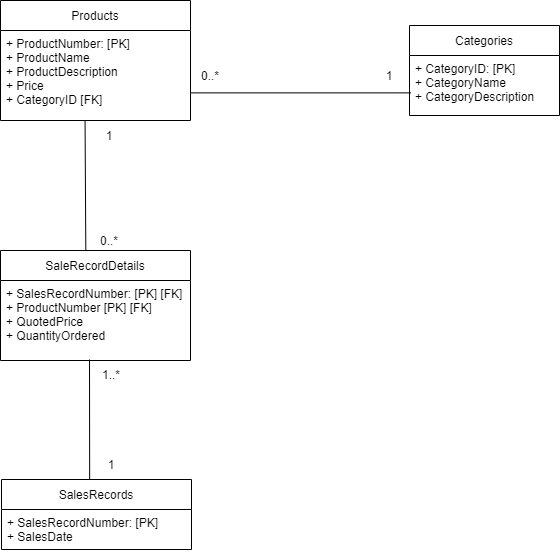 Products
+ ProductNumber: [PK]
+ ProductName
+ ProductDescription
+ Price
+ CategoryID [FK]
Categories
+ CategoryID: [PK]
+ CategoryName
+ CategoryDescription
0..*
1
1
0..*
SaleRecordDetails
+ SalesRecordNumber: [PK] [FK]
+ ProductNumber [PK] [FK]
+ QuotedPrice
+ QuantityOrdered
1..*
1
SalesRecords
+ SalesRecordNumber: [PK]
+ SalesDate